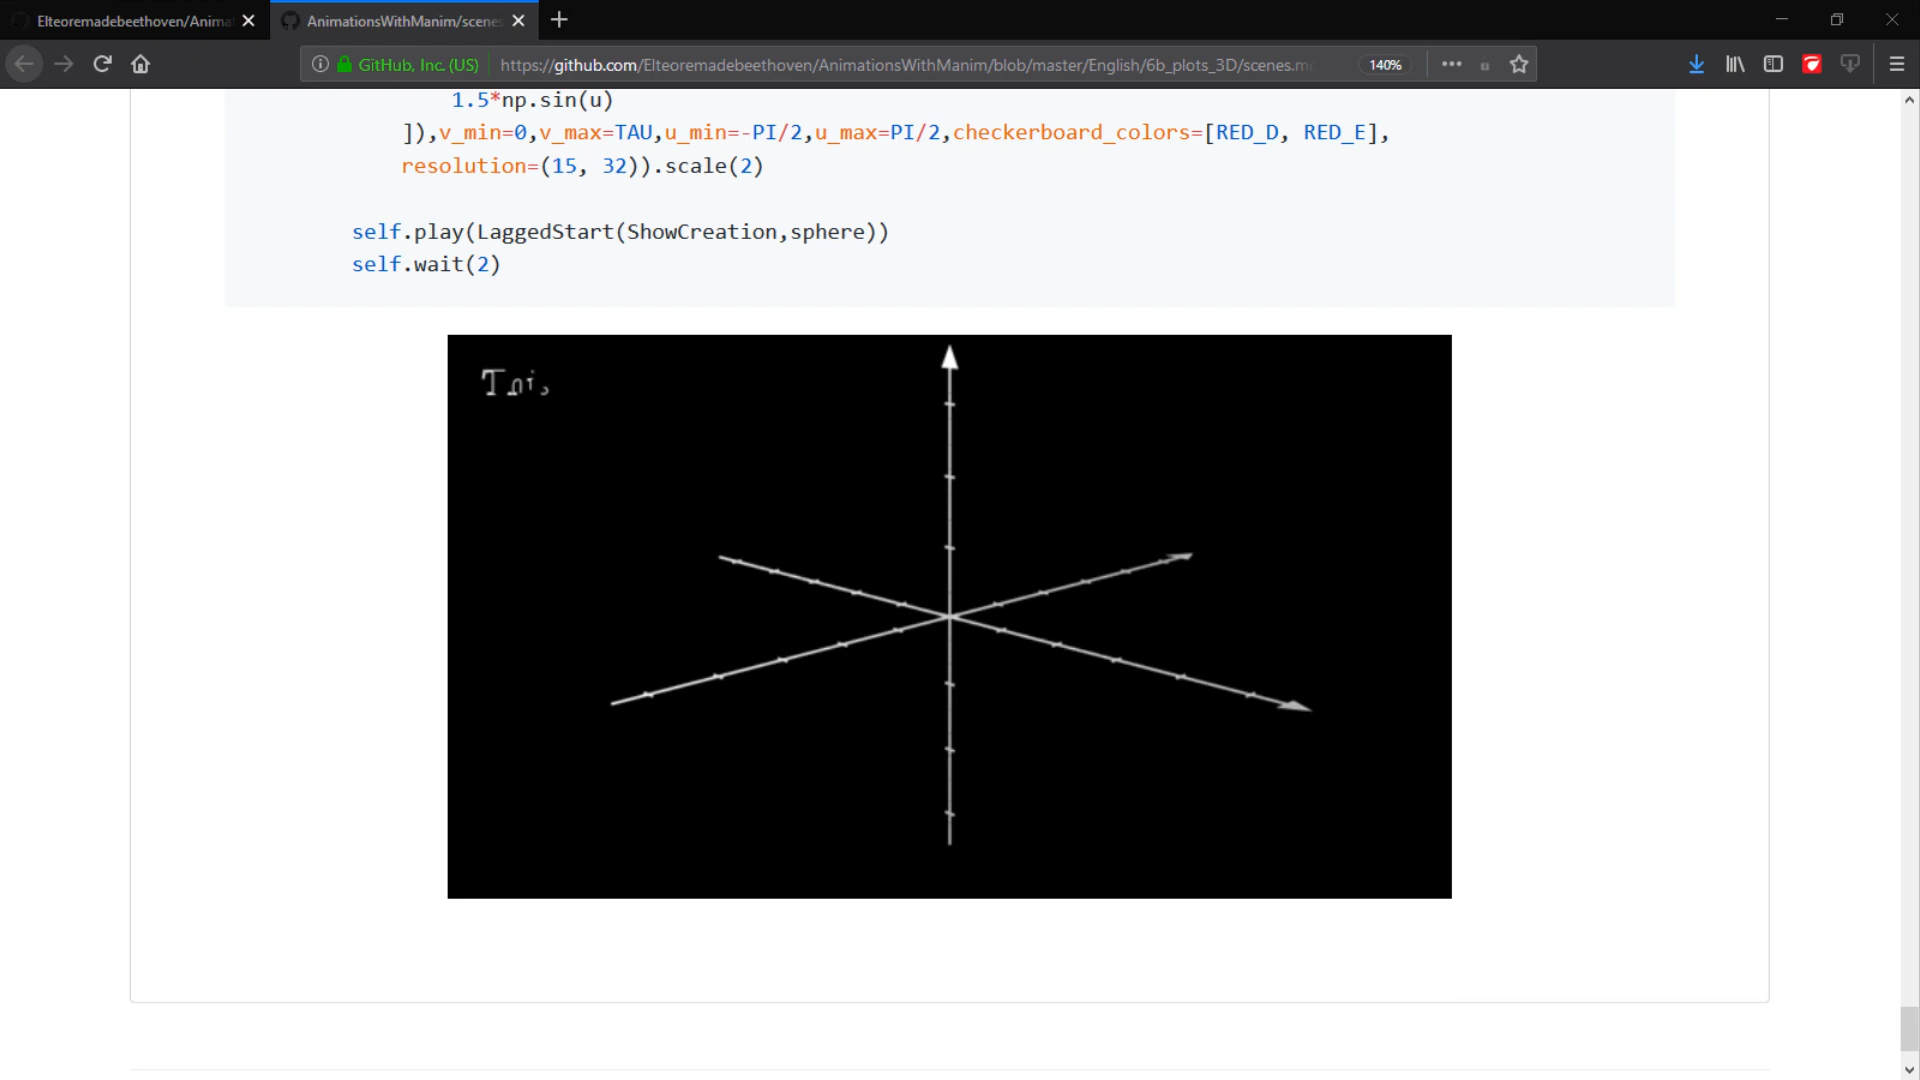 Elteoremadebeethoven/Anima
AnimationsWithManim/scenes
GitHub, Inc. (US)
https://github.com/Elteoremadebeethoven/AnimationsWithManim/blob/master/English/6b_plots_3D/scenes.m
140%
1.5*np.sin(u)
]),v_min=0,v_max=TAU,u_min=-PI/2,u_max=PI/2,checkerboard_colors=[RED_D, RED_E],
resolution=(15, 32)).scale(2)
self.play(LaggedStart(ShowCreation,sphere))
self.wait(2)